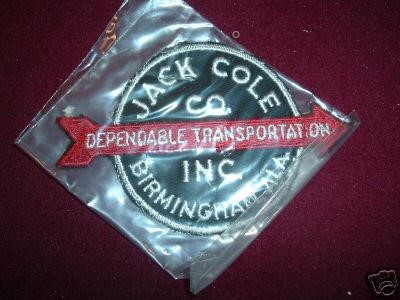 JACK COLE
CO.
DEPENDABLE TRANSPORTATION
INC.
BIRMINGHAM, ALA.